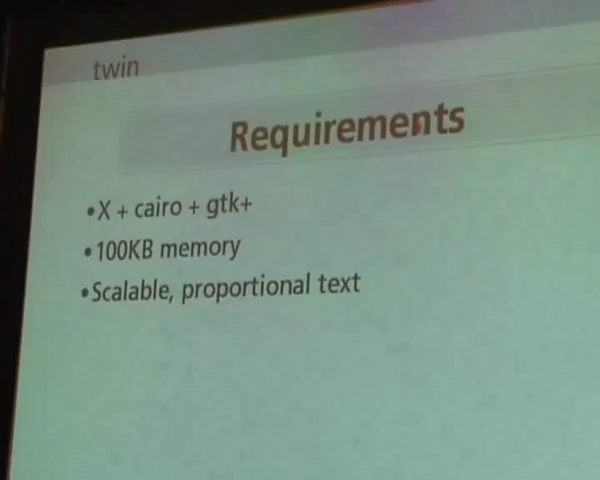 twin
Requirements
•X + cairo + gtk+
•100KB memory
•Scalable, proportional text